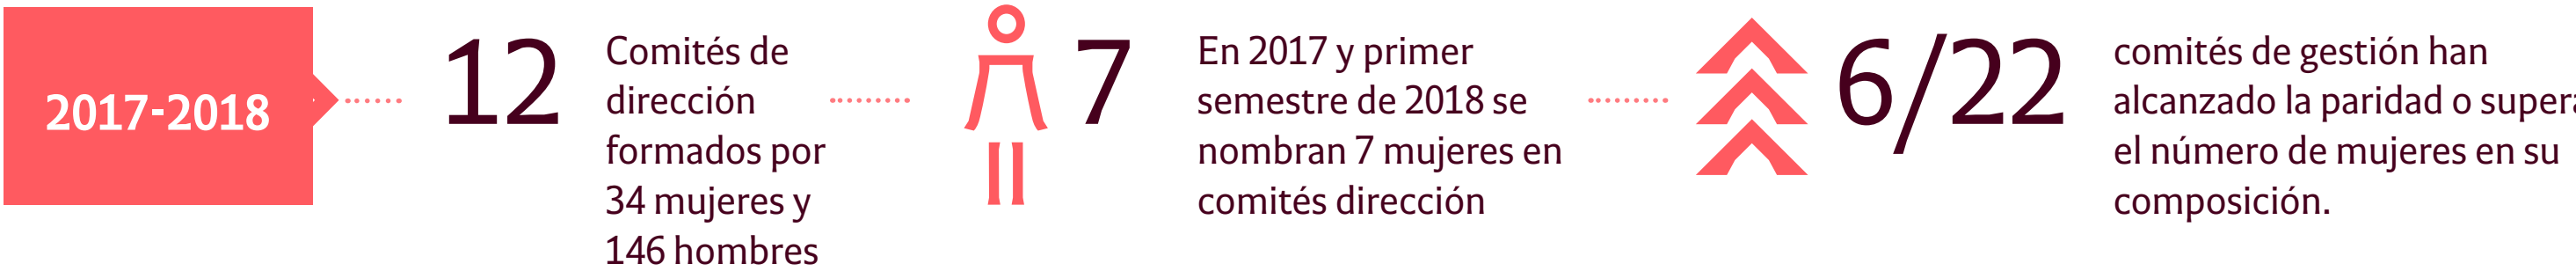 2017-2018
12
Comités de
dirección
formados por
34 mujeres y
146 hombres
7
En 2017 y primer
semestre de 2018 se
nombran 7 mujeres en
comités dirección
6/22
comités de gestión han
alcanzado la paridad o
el número de mujeres en su
composición.